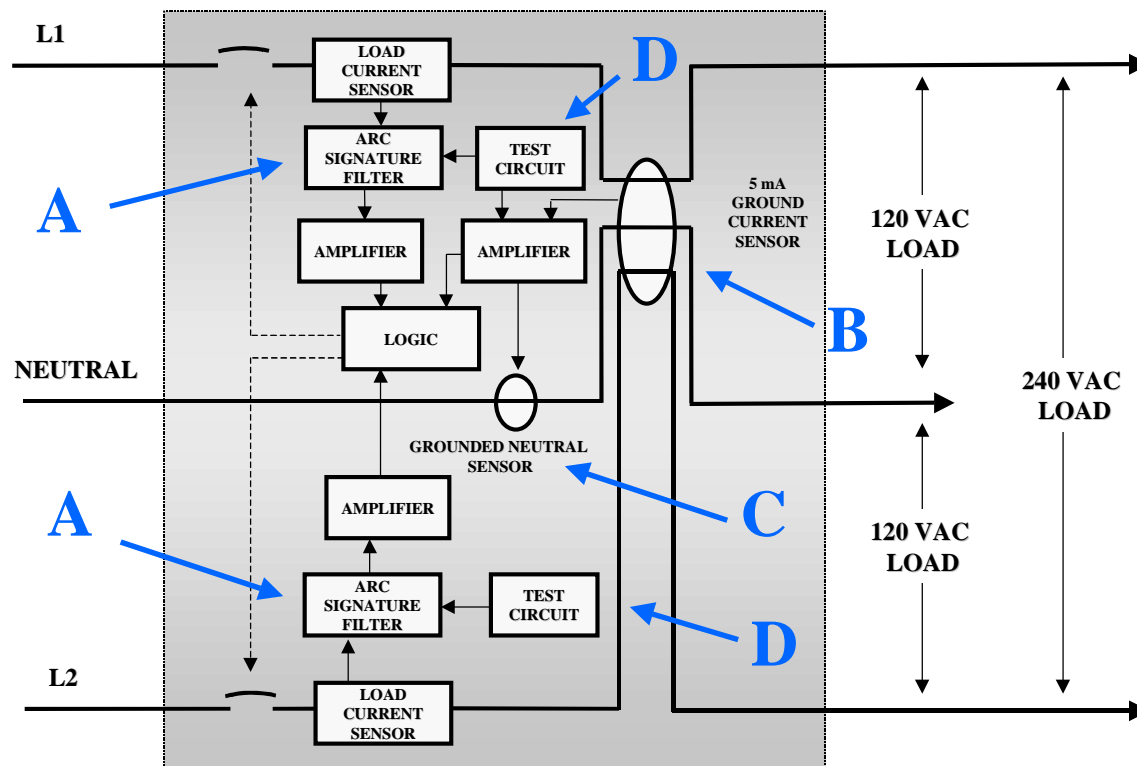 L1
LOAD
CURRENT
SENSOR
D
ARC
SIGNATURE
FILTER
TEST
CIRCUIT
A
5 mA
GROUND
CURRENT
SENSOR
120 VAC
LOAD
AMPLIFIER
AMPLIFIER
B
LOGIC
NEUTRAL
240 VAC
LOAD
GROUNDED NEUTRAL
SENSOR
A
AMPLIFIER
C
120 VAC
LOAD
ARC
SIGNATURE
FILTER
TEST
CIRCUIT
D
L2
LOAD
CURRENT
SENSOR